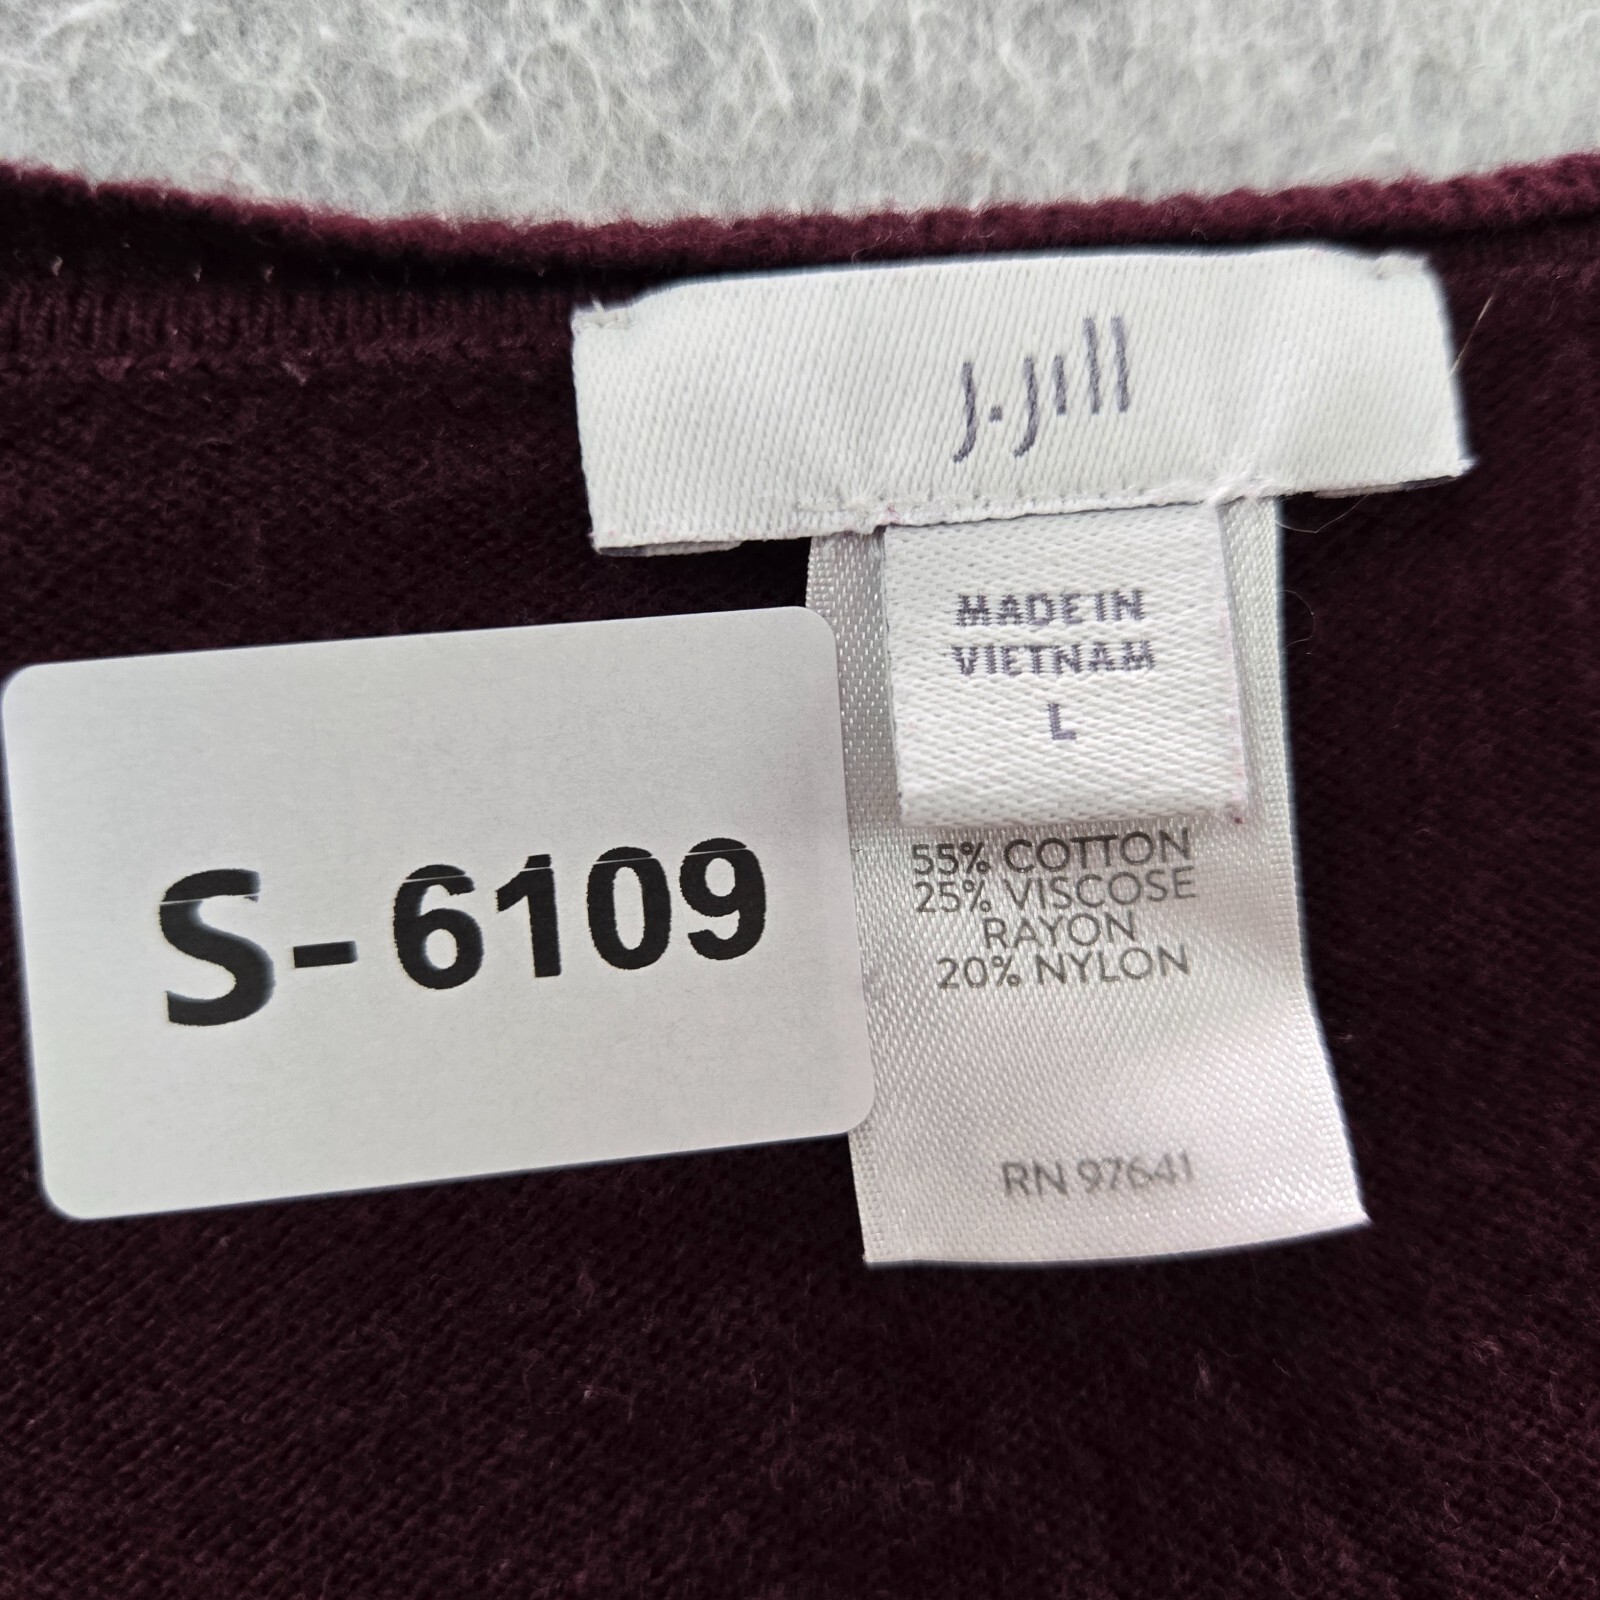 J.Jill
MADE IN
VIETNAM
L
S-6109
55% COTTON
25% VISCOSE
RAYON
20% NYLON
RN 97641